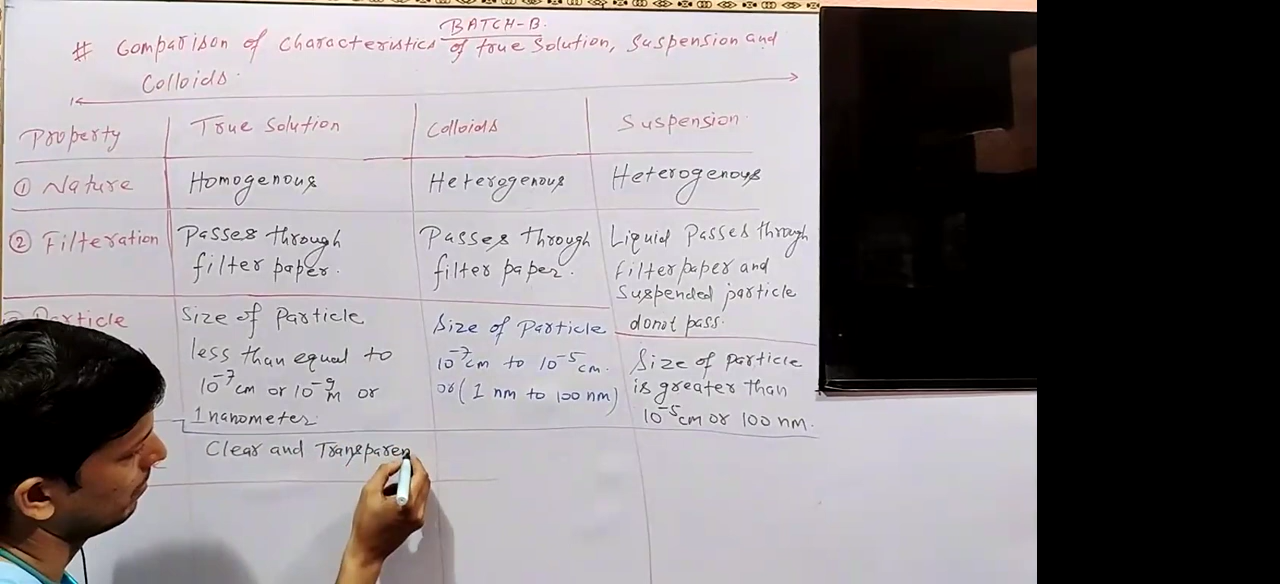 BATCH-B.
# Comparison of characteristics of true solution, suspension and
Colloids.
Property
True Solution
Colloids
Suspension.
① Nature
Homogenous
Heterogenous
Heterogenous
② Filteration
Passes through
filter paper.
Passes through
filter paper.
Liquid Passes through
filter paper and
suspended particle
donot pass.
Particle
Size of Particle
less than equal to
10⁻⁷cm or 10⁻⁹m or
1nanometer.
Size of Particle
10⁻⁷cm to 10⁻⁵cm.
or (1 nm to 100 nm)
Size of particle
is greater than
10⁻⁵cm or 100 nm.
Clear and Transparen